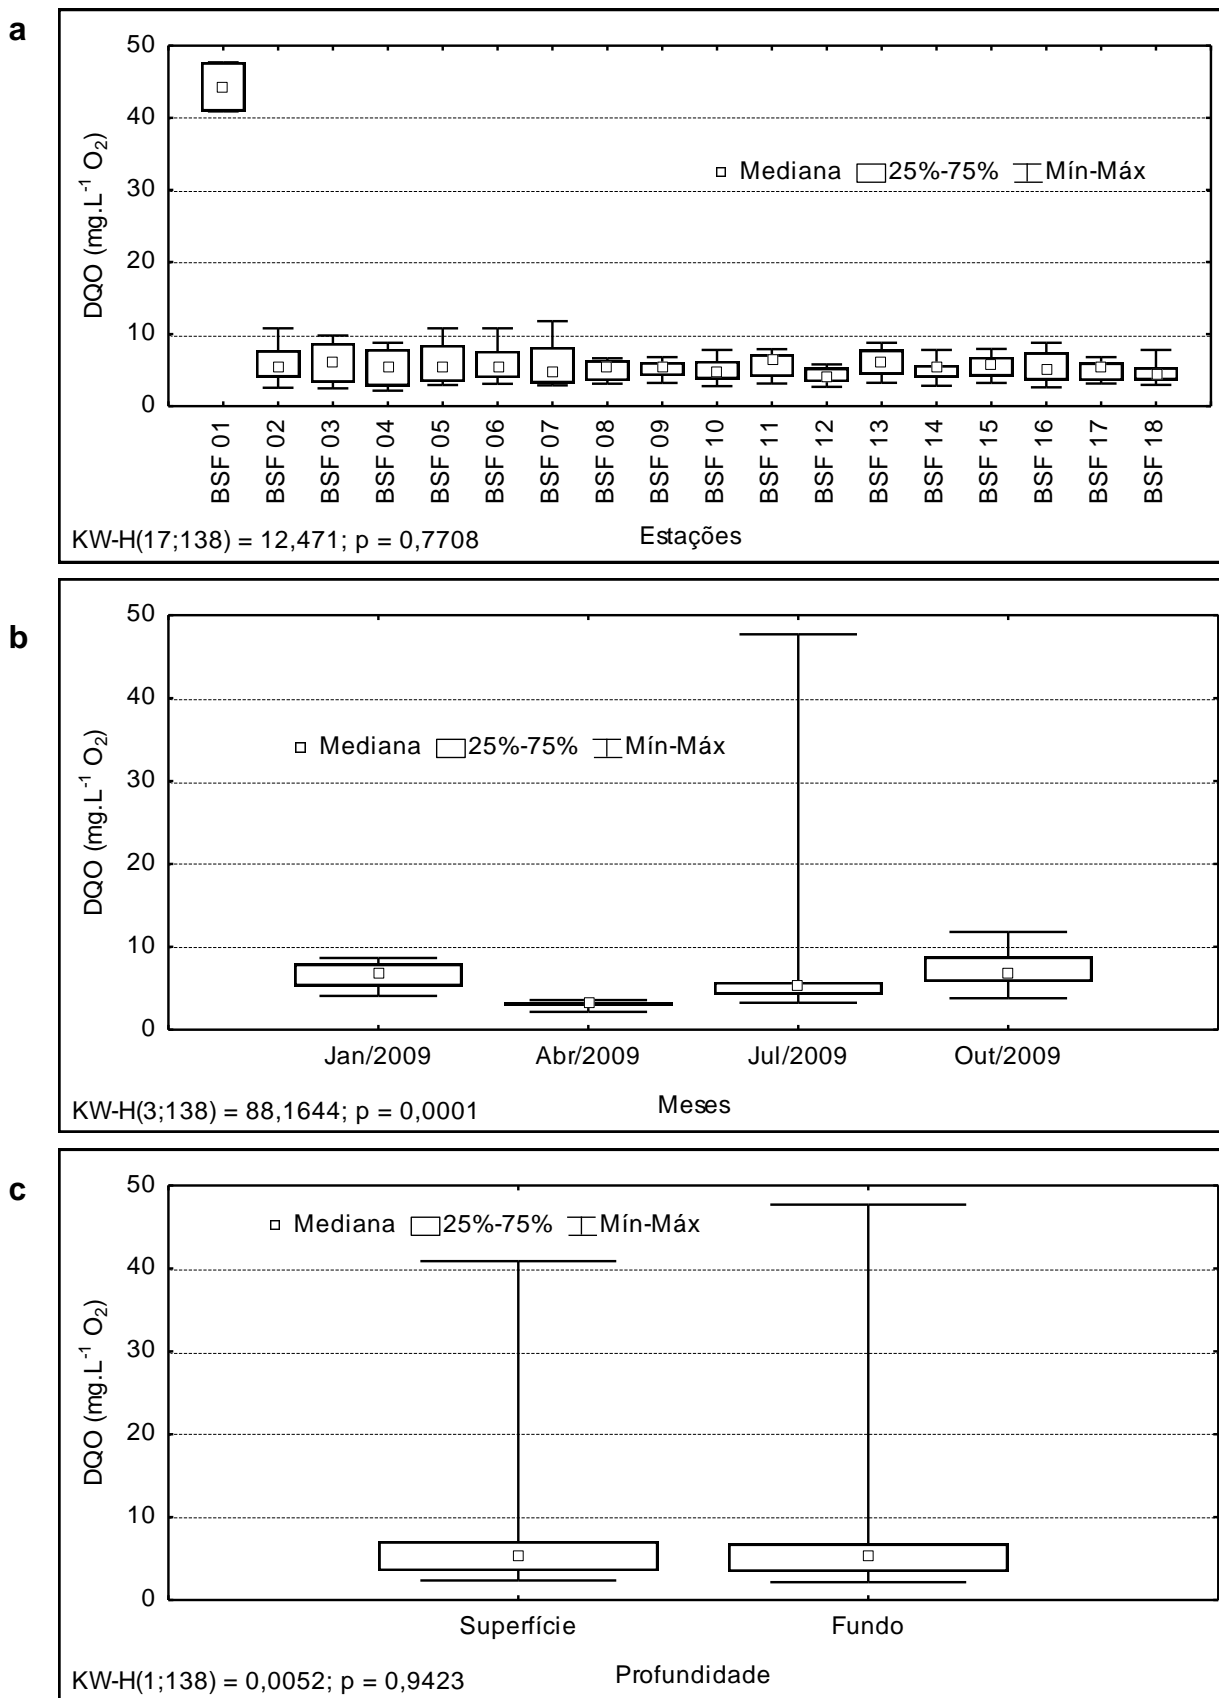 a
50
40
30
20
10
0
DQO (mg.L⁻¹ O₂)
Mediana 25%-75% Mín-Máx
BSF 01
BSF 02
BSF 03
BSF 04
BSF 05
BSF 06
BSF 07
BSF 08
BSF 09
BSF 10
BSF 11
BSF 12
BSF 13
BSF 14
BSF 15
BSF 16
BSF 17
BSF 18
Estações
KW-H(17;138) = 12,471; p = 0,7708
b
50
40
30
20
10
0
DQO (mg.L⁻¹ O₂)
Mediana 25%-75% Mín-Máx
Jan/2009 Abr/2009 Jul/2009 Out/2009
Meses
KW-H(3;138) = 88,1644; p = 0,0001
c
50
40
30
20
10
0
DQO (mg.L⁻¹ O₂)
Mediana 25%-75% Mín-Máx
Superfície Fundo
Profundidade
KW-H(1;138) = 0,0052; p = 0,9423